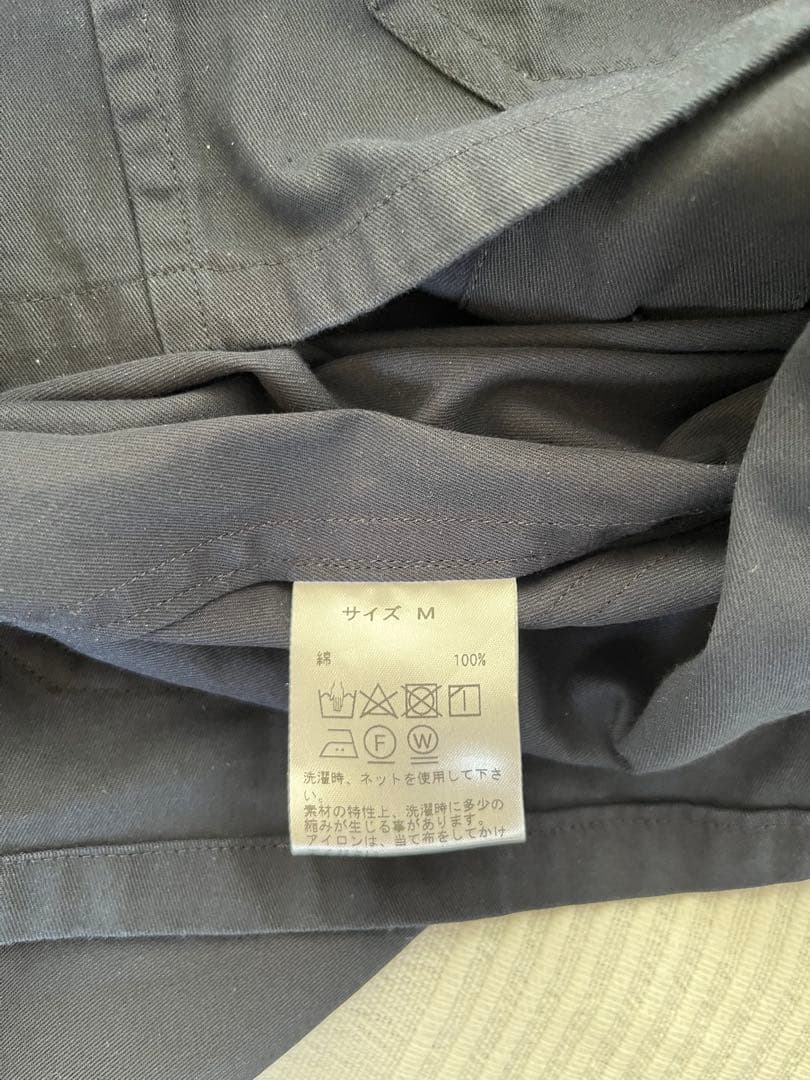 サイズ M
綿 100%
F W
洗濯時、ネットを使用して下さ
い。
素材の特性上、洗濯時に多少の
縮みが生じる事があります。
アイロンは、当て布をしてかけ